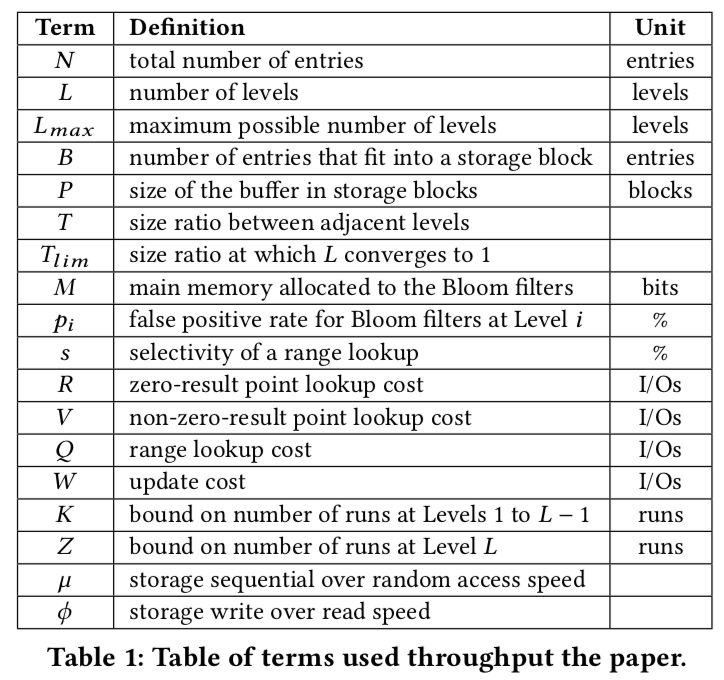 Term Definition Unit
N total number of entries entries
L number of levels levels
L_max maximum possible number of levels levels
B number of entries that fit into a storage block entries
P size of the buffer in storage blocks blocks
T size ratio between adjacent levels
T_lim size ratio at which L converges to 1
M main memory allocated to the Bloom filters bits
p_i false positive rate for Bloom filters at Level i %
s selectivity of a range lookup %
R zero-result point lookup cost I/Os
V non-zero-result point lookup cost I/Os
Q range lookup cost I/Os
W update cost I/Os
K bound on number of runs at Levels 1 to L − 1 runs
Z bound on number of runs at Level L runs
μ storage sequential over random access speed
ϕ storage write over read speed
Table 1: Table of terms used throughput the paper.